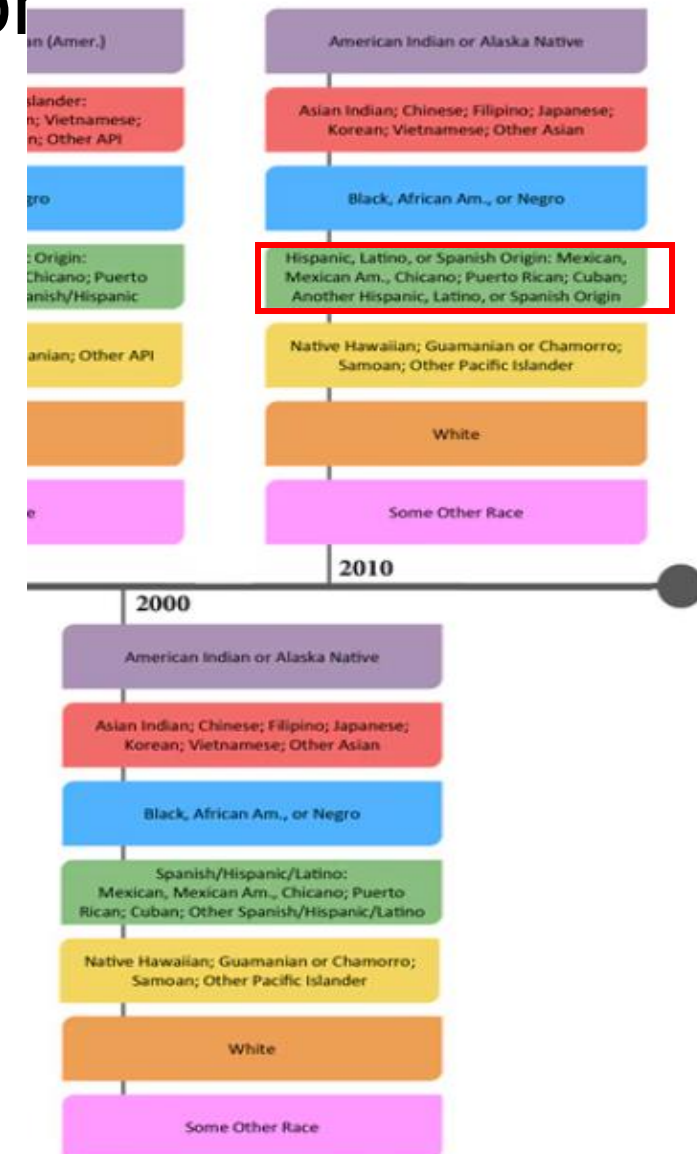 an (Amer.)
slander:
n; Vietnamese;
n; Other API
gro
Origin:
Chicano; Puerto
anish/Hispanic
anian; Other API
e
American Indian or Alaska Native
Asian Indian; Chinese; Filipino; Japanese;
Korean; Vietnamese; Other Asian
Black, African Am., or Negro
Hispanic, Latino, or Spanish Origin: Mexican,
Mexican Am., Chicano; Puerto Rican; Cuban;
Another Hispanic, Latino, or Spanish Origin
Native Hawaiian; Guamanian or Chamorro;
Samoan; Other Pacific Islander
White
Some Other Race
2010
2000
American Indian or Alaska Native
Asian Indian; Chinese; Filipino; Japanese;
Korean; Vietnamese; Other Asian
Black, African Am., or Negro
Spanish/Hispanic/Latino:
Mexican, Mexican Am., Chicano; Puerto
Rican; Cuban; Other Spanish/Hispanic/Latino
Native Hawaiian; Guamanian or Chamorro;
Samoan; Other Pacific Islander
White
Some Other Race